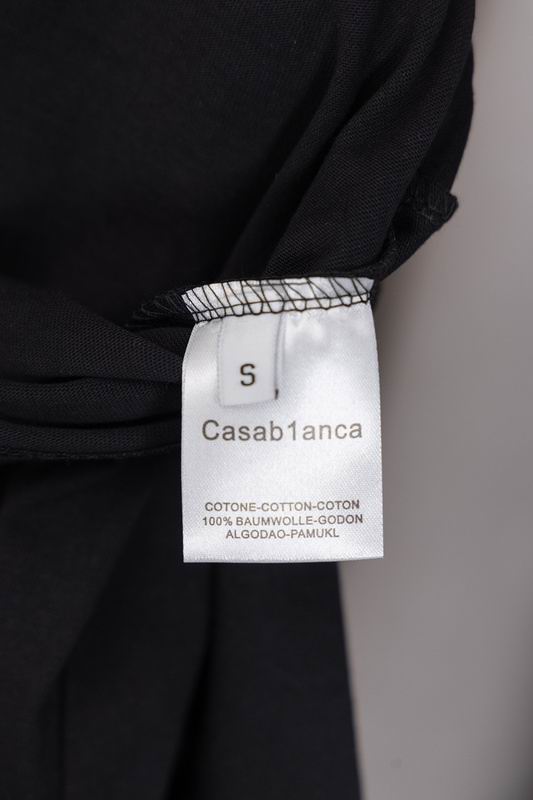 S
Casab1anca
COTONE-COTTON-COTON
100% BAUMWOLLE-GODON
ALGODAO-PAMUKL